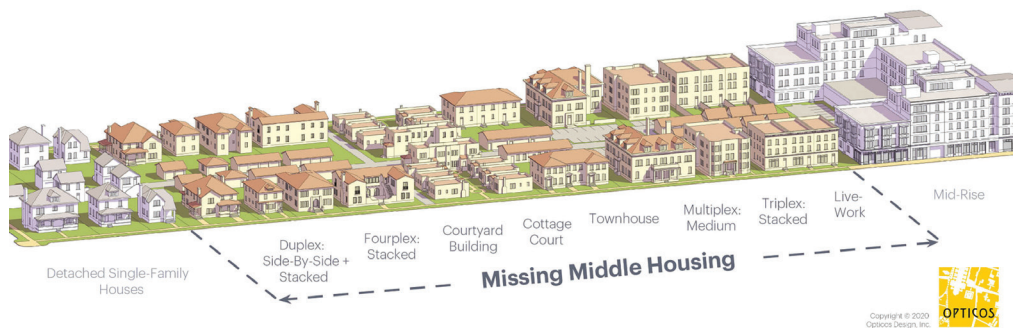 Detached Single-Family
Houses
Duplex:
Side-By-Side +
Stacked
Fourplex:
Stacked
Courtyard
Building
Cottage
Court
Townhouse
Multiplex:
Medium
Triplex:
Stacked
Live-
Work
Mid-Rise
Missing Middle Housing
Copyright © 2020
Opticos Design, Inc.
OPTICOS